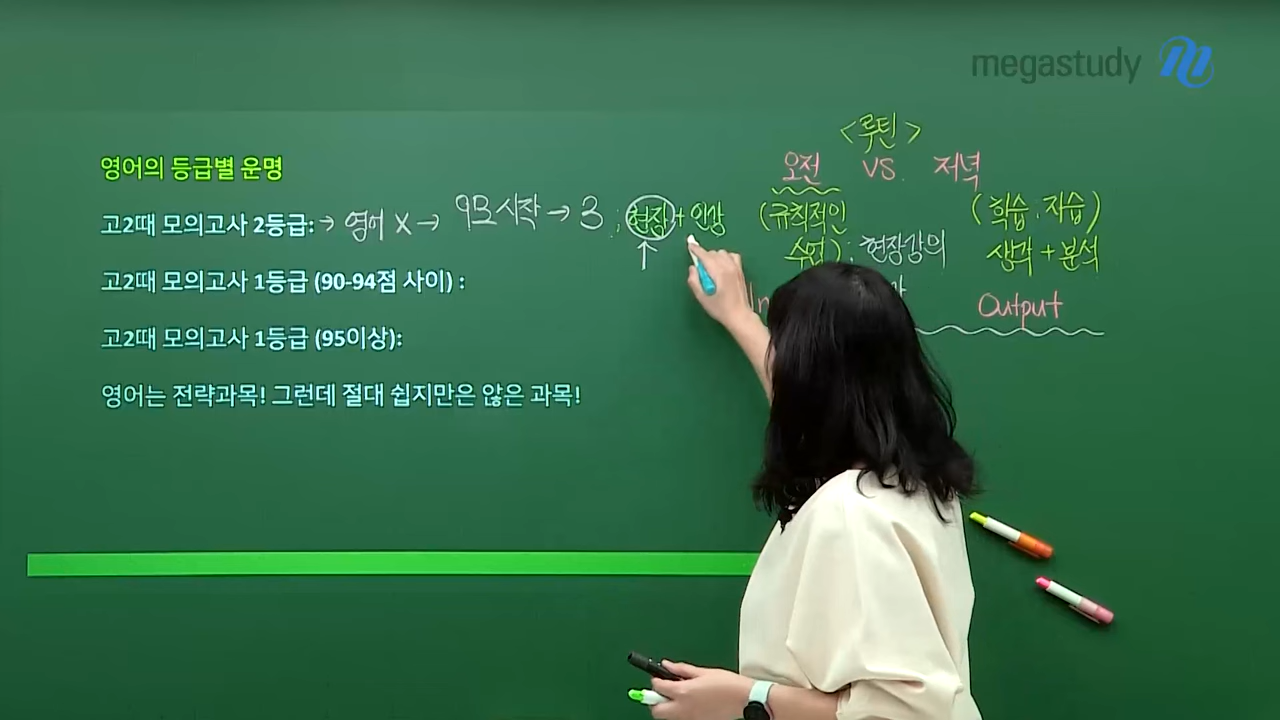 megastudy
영어의 등급별 운명
고2때 모의고사 2등급: → 영어 X → 시작 → 3 현장 + 인강
↑
고2때 모의고사 1등급 (90-94점 사이) :
고2때 모의고사 1등급 (95이상):
영어는 전략과목! 그런데 절대 쉽지만은 않은 과목!
<루틴>
오전 VS. 저녁
(규칙적인
수업) : 현장강의
(학습, 자습)
생각 + 분석
Output